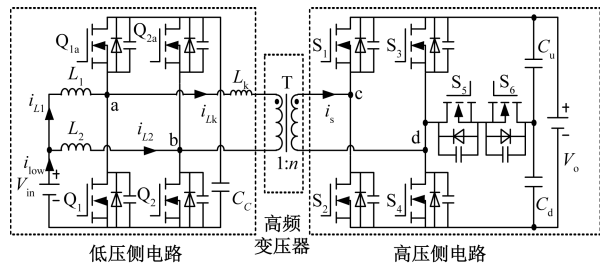 Q1a
Q2a
L1
Lk
T
a
iL1
iLk
L2
iL2
b
ilow
Vin
+
-
Q1
Q2
CC
1:n
is
c
S1
S3
Cu
S5
S6
d
+
-
Vo
S2
S4
Cd
低压侧电路
高频
变压器
高压侧电路